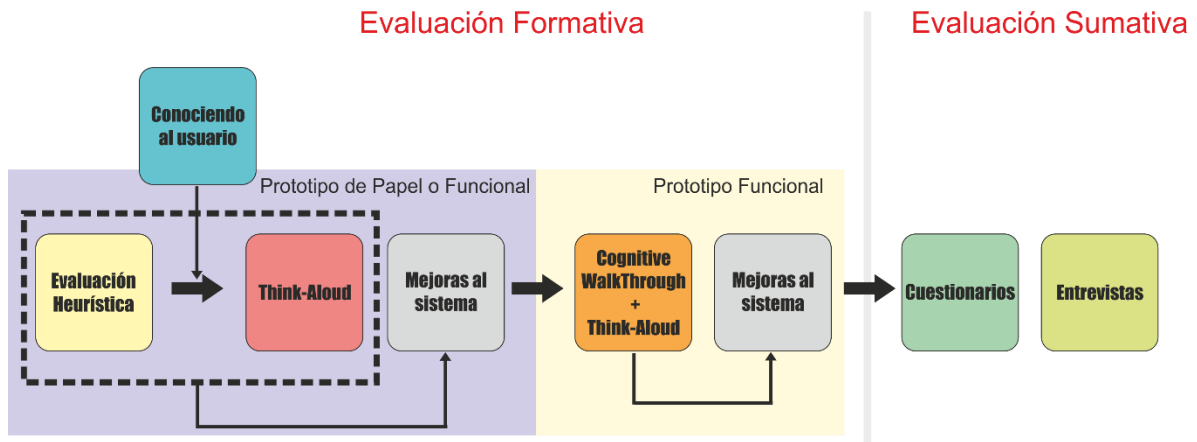 Evaluación Formativa
Evaluación Sumativa
Conociendo
al usuario
Prototipo de Papel o Funcional
Prototipo Funcional
Evaluación
Heurística
Think-Aloud
Mejoras al
sistema
Cognitive
WalkThrough
+
Think-Aloud
Mejoras al
sistema
Cuestionarios
Entrevistas